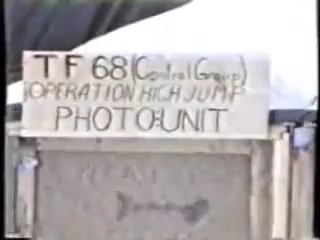 TF 68 (Control Group)
OPERATION HIGH JUMP
PHOTO UNIT